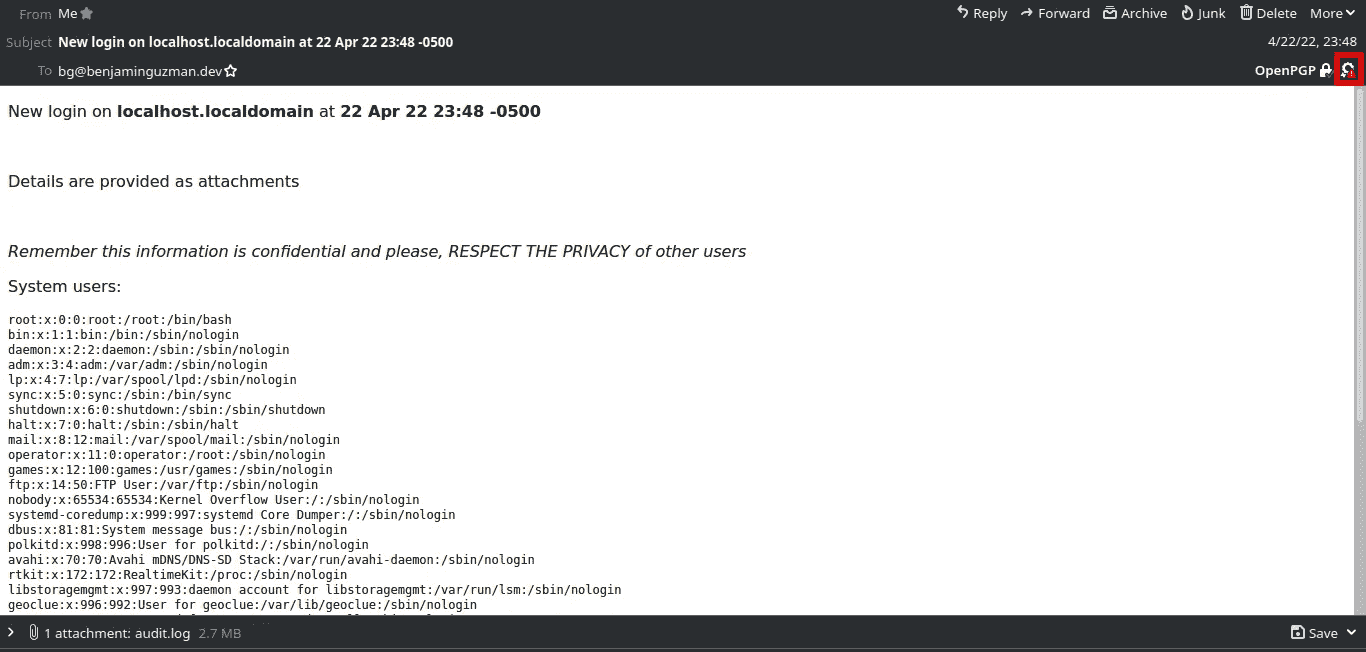 From Me Reply Forward Archive Junk Delete More
Subject New login on localhost.localdomain at 22 Apr 22 23:48 -0500 4/22/22, 23:48
To bg@benjaminguzman.dev OpenPGP
New login on localhost.localdomain at 22 Apr 22 23:48 -0500
Details are provided as attachments
Remember this information is confidential and please, RESPECT THE PRIVACY of other users
System users:
root:x:0:0:root:/root:/bin/bash
bin:x:1:1:bin:/bin:/sbin/nologin
daemon:x:2:2:daemon:/sbin:/sbin/nologin
adm:x:3:4:adm:/var/adm:/sbin/nologin
lp:x:4:7:lp:/var/spool/lpd:/sbin/nologin
sync:x:5:0:sync:/sbin:/bin/sync
shutdown:x:6:0:shutdown:/sbin:/sbin/shutdown
halt:x:7:0:halt:/sbin:/sbin/halt
mail:x:8:12:mail:/var/spool/mail:/sbin/nologin
operator:x:11:0:operator:/root:/sbin/nologin
games:x:12:100:games:/usr/games:/sbin/nologin
ftp:x:14:50:FTP User:/var/ftp:/sbin/nologin
nobody:x:65534:65534:Kernel Overflow User:/:/sbin/nologin
systemd-coredump:x:999:997:systemd Core Dumper:/:/sbin/nologin
dbus:x:81:81:System message bus:/:/sbin/nologin
polkitd:x:998:996:User for polkitd:/:/sbin/nologin
avahi:x:70:70:Avahi mDNS/DNS-SD Stack:/var/run/avahi-daemon:/sbin/nologin
rtkit:x:172:172:RealtimeKit:/proc:/sbin/nologin
libstoragemgmt:x:997:993:daemon account for libstoragemgmt:/var/run/lsm:/sbin/nologin
geoclue:x:996:992:User for geoclue:/var/lib/geoclue:/sbin/nologin
1 attachment: audit.log 2.7 MB Save